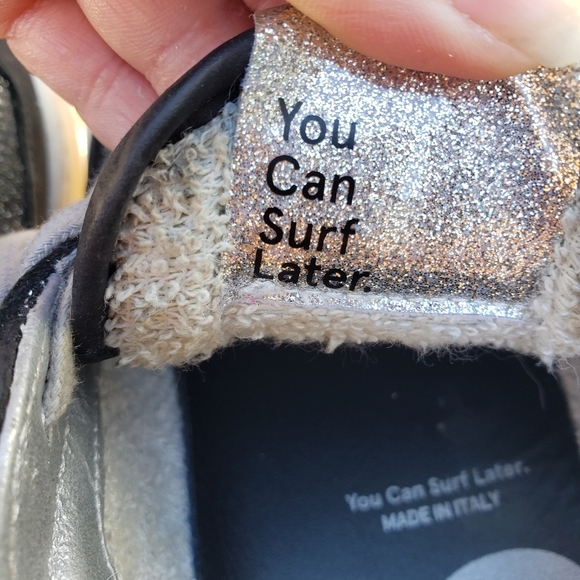 You
Can
Surf
Later.
You Can Surf Later.
MADE IN ITALY